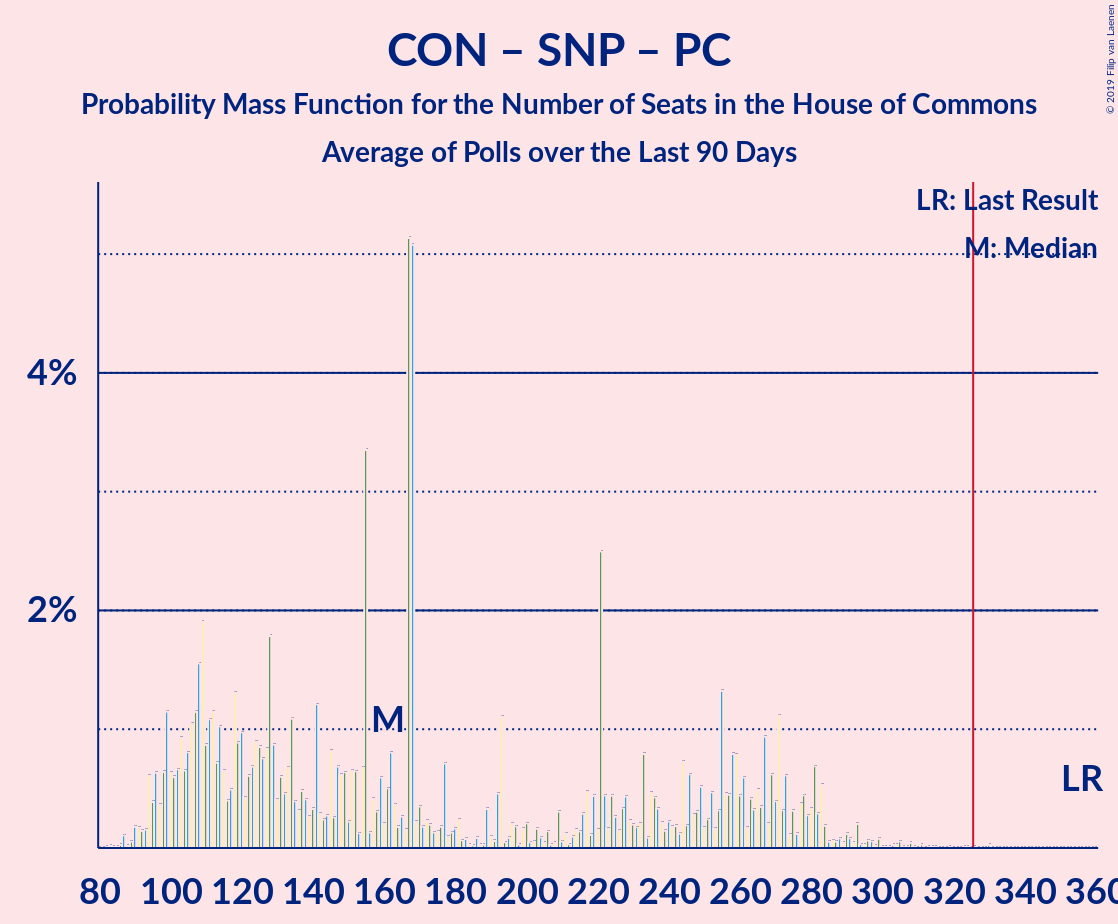 CON – SNP – PC
Probability Mass Function for the Number of Seats in the House of Commons
Average of Polls over the Last 90 Days
© 2019 Filip van Laenen
LR: Last Result
M: Median
4%
2%
M
LR
80 100 120 140 160 180 200 220 240 260 280 300 320 340 360